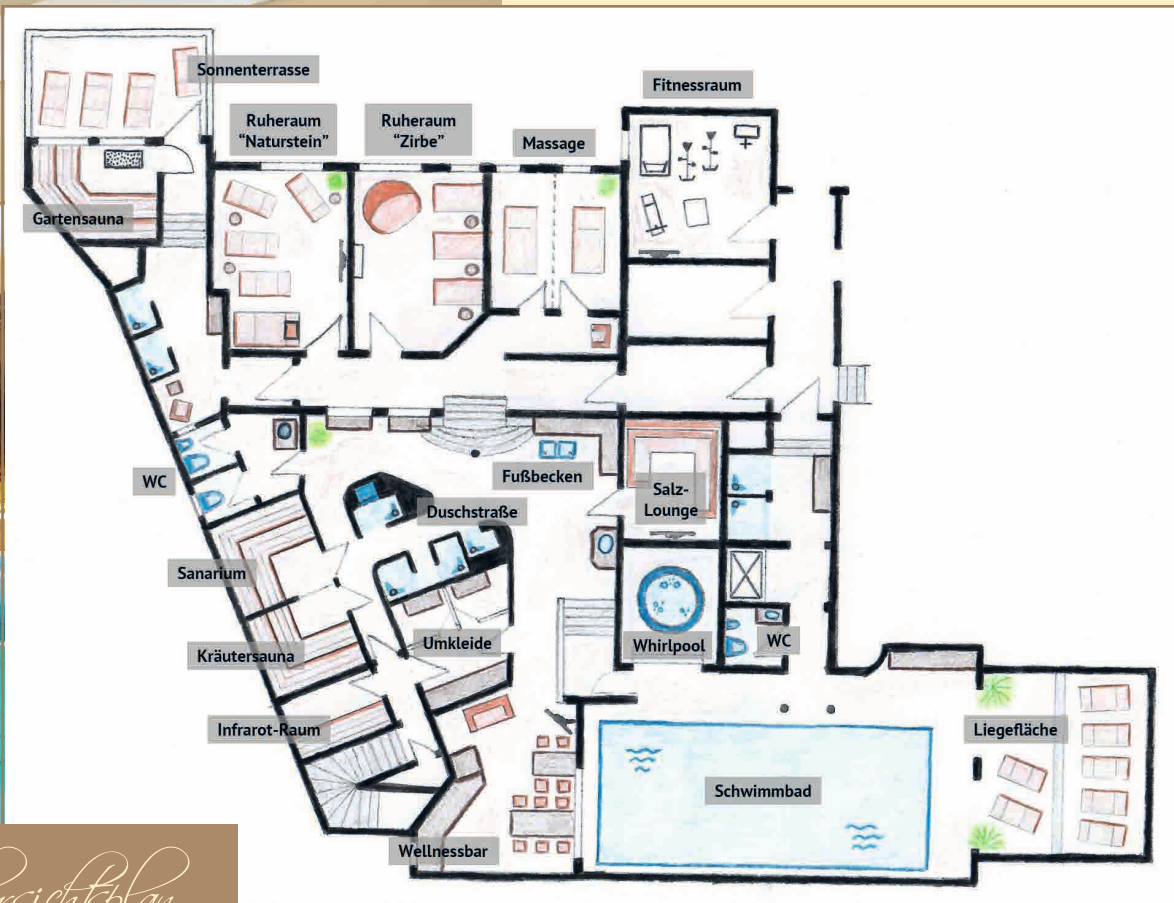 Sonnenterrasse
Fitnessraum
Ruheraum
“Naturstein”
Ruheraum
“Zirbe”
Massage
Gartensauna
WC
Fußbecken
Salz-
Lounge
Duschstraße
Sanarium
Kräutersauna
Umkleide
Whirlpool
WC
Infrarot-Raum
Liegefläche
Schwimmbad
Wellnessbar